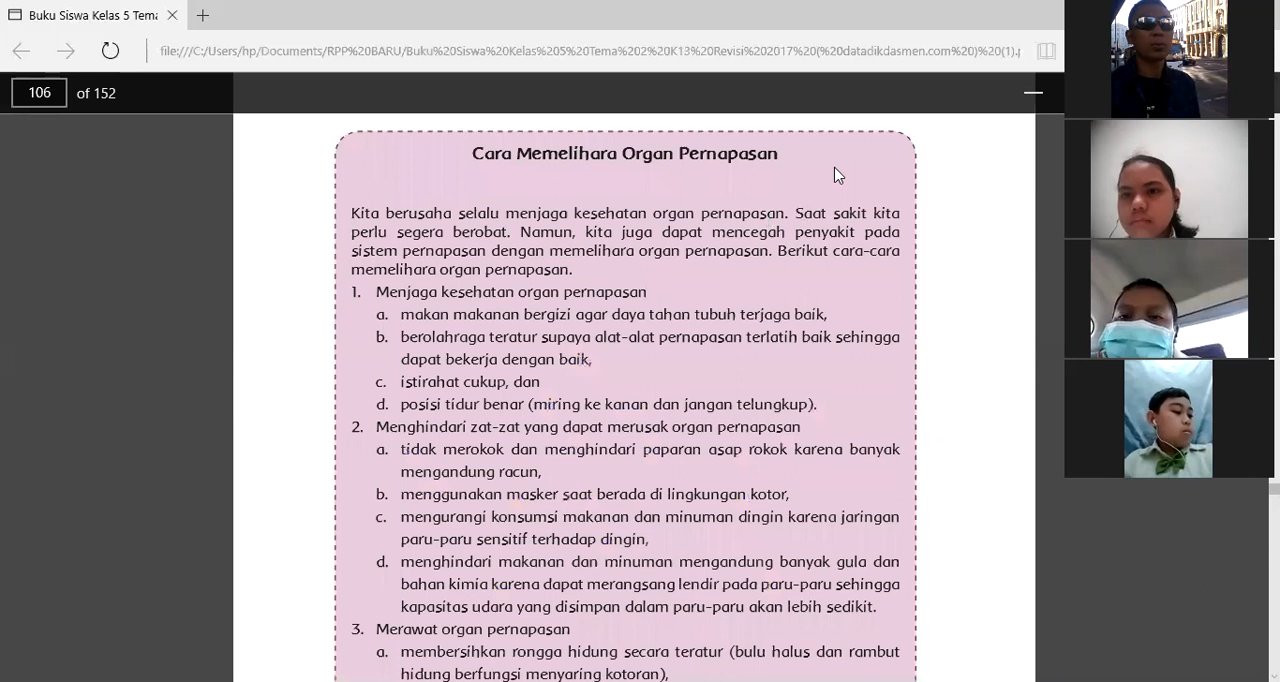 Buku Siswa Kelas 5 Tema
file:///C:/Users/hp/Documents/RPP%20BARU/Buku%20Siswa%20Kelas%205%20Tema%202%20K13%20Revisi%202017%20(%20datadikdasmen.com%20)%20(1).p
106 of 152
Cara Memelihara Organ Pernapasan
Kita berusaha selalu menjaga kesehatan organ pernapasan. Saat sakit kita
perlu segera berobat. Namun, kita juga dapat mencegah penyakit pada
sistem pernapasan dengan memelihara organ pernapasan. Berikut cara-cara
memelihara organ pernapasan.
1. Menjaga kesehatan organ pernapasan
a. makan makanan bergizi agar daya tahan tubuh terjaga baik,
b. berolahraga teratur supaya alat-alat pernapasan terlatih baik sehingga
dapat bekerja dengan baik,
c. istirahat cukup, dan
d. posisi tidur benar (miring ke kanan dan jangan telungkup).
2. Menghindari zat-zat yang dapat merusak organ pernapasan
a. tidak merokok dan menghindari paparan asap rokok karena banyak
mengandung racun,
b. menggunakan masker saat berada di lingkungan kotor,
c. mengurangi konsumsi makanan dan minuman dingin karena jaringan
paru-paru sensitif terhadap dingin,
d. menghindari makanan dan minuman mengandung banyak gula dan
bahan kimia karena dapat merangsang lendir pada paru-paru sehingga
kapasitas udara yang disimpan dalam paru-paru akan lebih sedikit.
3. Merawat organ pernapasan
a. membersihkan rongga hidung secara teratur (bulu halus dan rambut
hidung berfungsi menyaring kotoran),